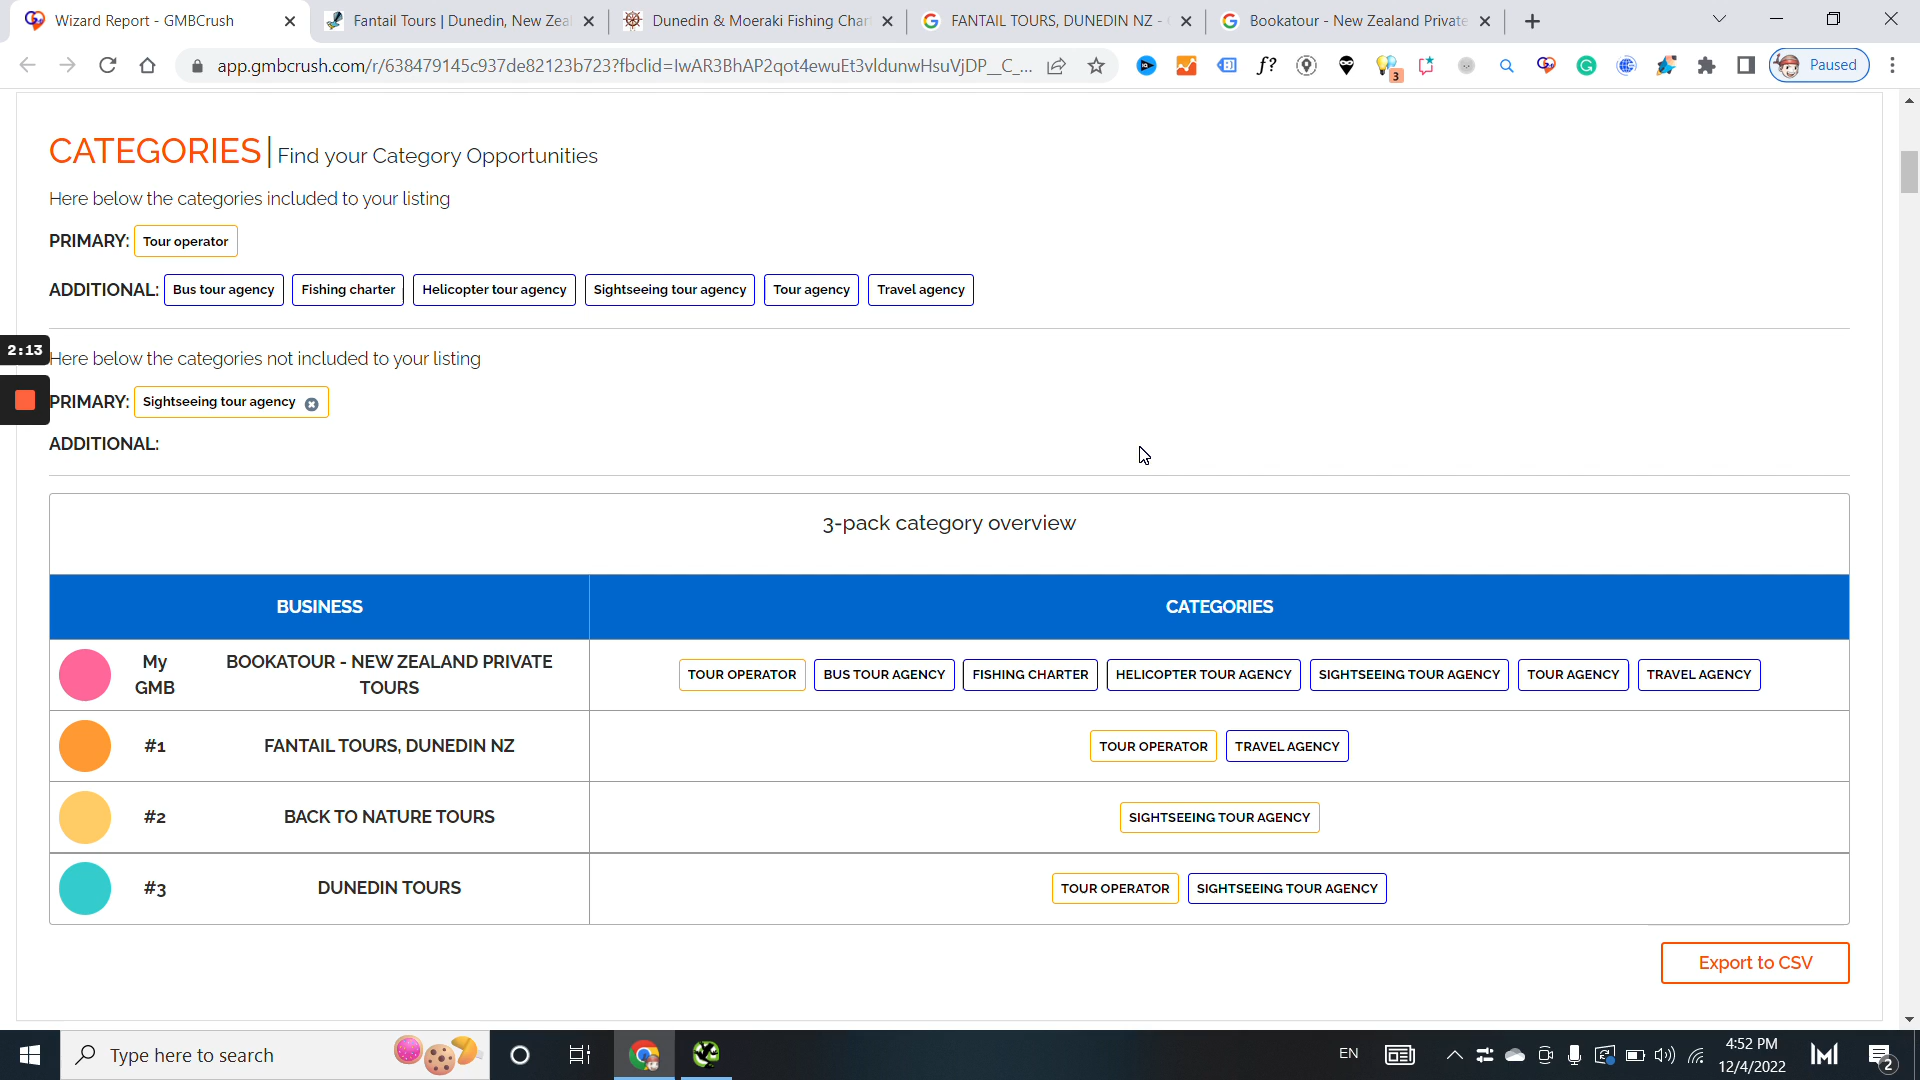 Wizard Report - GMBCrush
Fantail Tours | Dunedin, New Zeal
Dunedin & Moeraki Fishing Char
FANTAIL TOURS, DUNEDIN NZ -
Bookatour - New Zealand Private
app.gmbcrush.com/r/638479145c937de82123b723?fbclid=IwAR3BhAP2qot4ewuEt3vldunwHsuVjDP__C_...
f?
3
Paused
CATEGORIES | Find your Category Opportunities
Here below the categories included to your listing
PRIMARY: Tour operator
ADDITIONAL: Bus tour agency Fishing charter Helicopter tour agency Sightseeing tour agency Tour agency Travel agency
2:13
Here below the categories not included to your listing
PRIMARY: Sightseeing tour agency
ADDITIONAL:
3-pack category overview
BUSINESS CATEGORIES
My GMB BOOKATOUR - NEW ZEALAND PRIVATE TOURS TOUR OPERATOR BUS TOUR AGENCY FISHING CHARTER HELICOPTER TOUR AGENCY SIGHTSEEING TOUR AGENCY TOUR AGENCY TRAVEL AGENCY
#1 FANTAIL TOURS, DUNEDIN NZ TOUR OPERATOR TRAVEL AGENCY
#2 BACK TO NATURE TOURS SIGHTSEEING TOUR AGENCY
#3 DUNEDIN TOURS TOUR OPERATOR SIGHTSEEING TOUR AGENCY
Export to CSV
Type here to search
EN
4:52 PM
12/4/2022
2